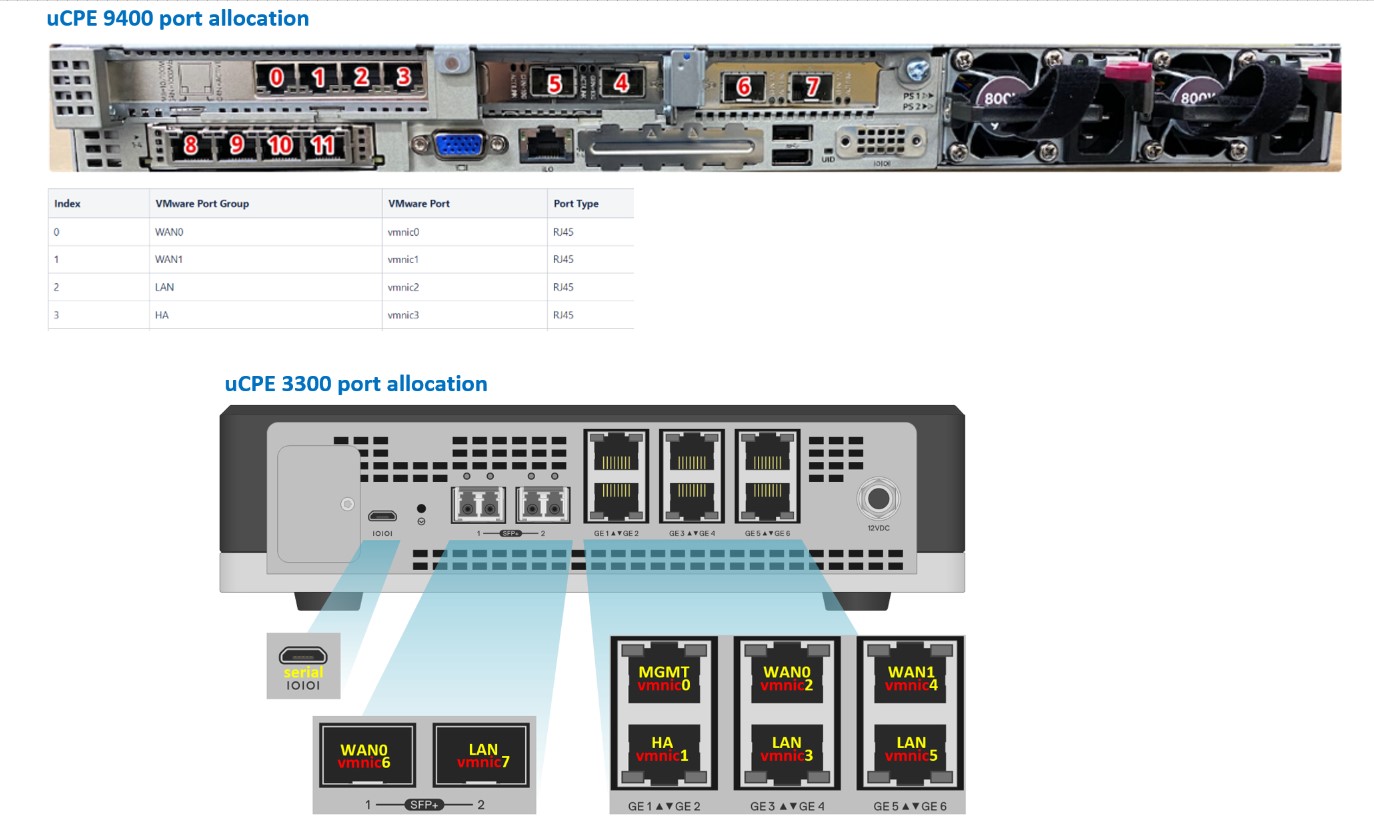 uCPE 9400 port allocation
0 1 2 3 5 4 6 7
800
800
PS 1
PS 2
8 9 10 11
iLO
UID
IOIOI
Index VMware Port Group VMware Port Port Type
0 WAN0 vmnic0 RJ45
1 WAN1 vmnic1 RJ45
2 LAN vmnic2 RJ45
3 HA vmnic3 RJ45
uCPE 3300 port allocation
IOIOI
1 SFP+ 2
GE 1 ▲▼ GE 2
GE 3 ▲▼ GE 4
GE 5 ▲▼ GE 6
12VDC
serial
IOIOI
WAN0
vmnic6
LAN
vmnic7
1 SFP+ 2
MGMT
vmnic0
WAN0
vmnic2
WAN1
vmnic4
HA
vmnic1
LAN
vmnic3
LAN
vmnic5
GE 1 ▲▼ GE 2
GE 3 ▲▼ GE 4
GE 5 ▲▼ GE 6